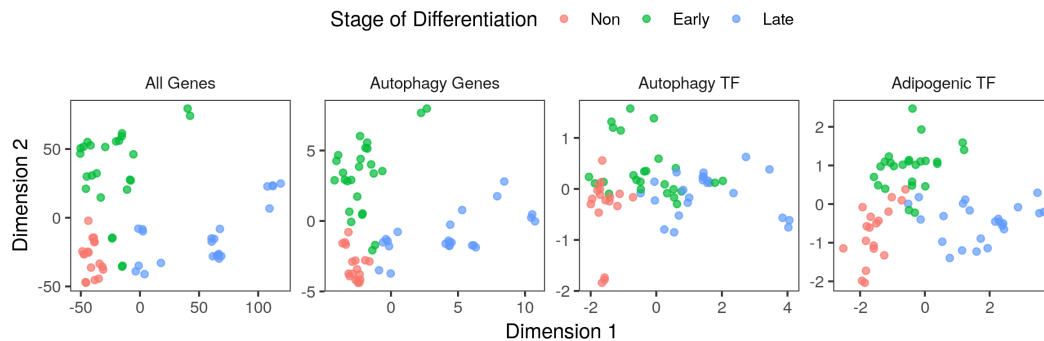 Stage of Differentiation Non Early Late
All Genes Autophagy Genes Autophagy TF Adipogenic TF
Dimension 2
50
0
-50
-50 0 50 100
5
0
-5
0 5 10
1
0
-1
-2
-2 0 2 4
2
1
0
-1
-2
-2 0 2
Dimension 1